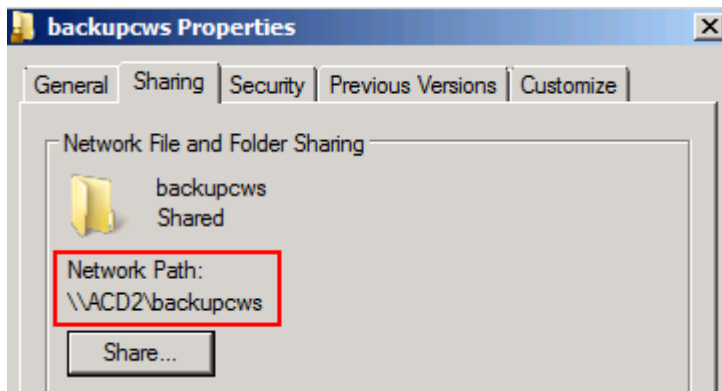 backupcws Properties
General Sharing Security Previous Versions Customize
Network File and Folder Sharing
backupcws
Shared
Network Path:
\\ACD2\backupcws
Share...